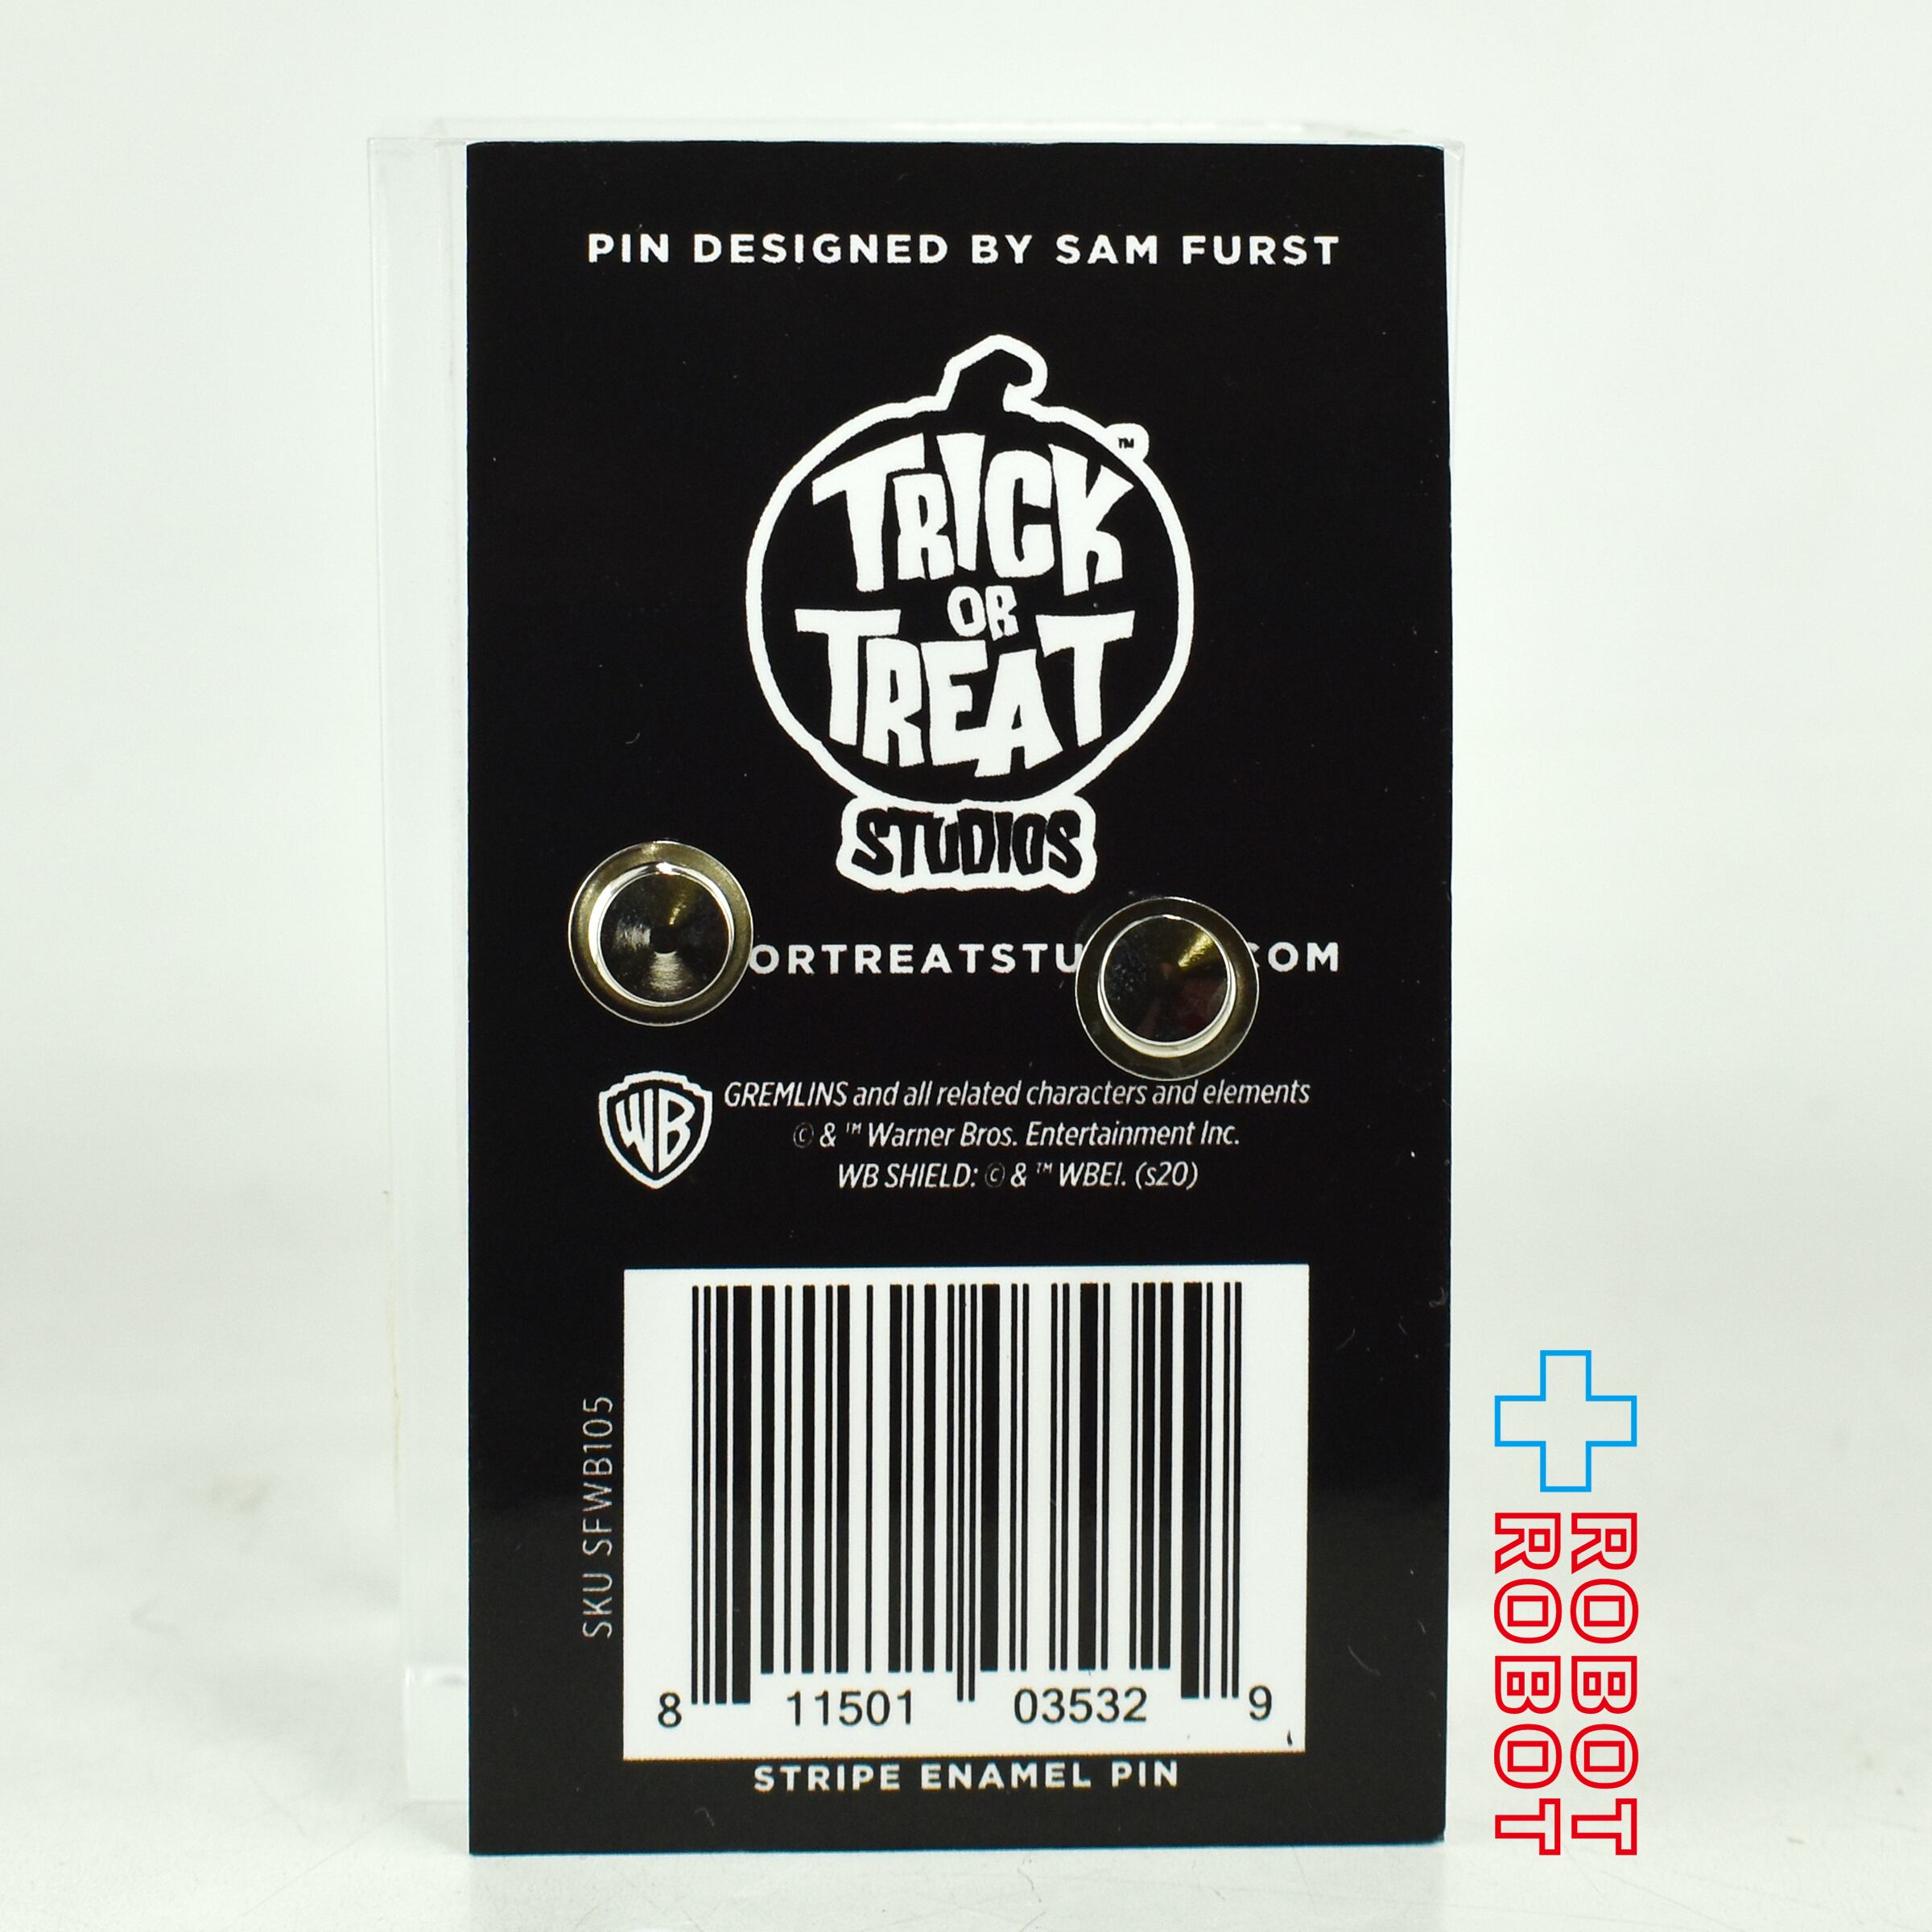 PIN DESIGNED BY SAM FURST
TRICK
™
OR
TREAT
STUDIOS
ORTREATSTU COM
WB
GREMLINS and all related characters and elements
© & ™ Warner Bros. Entertainment Inc.
WB SHIELD: © & ™ WBEI. (s20)
SKU SFWB105
8 11501 03532 9
STRIPE ENAMEL PIN
ROBOT
ROBOT